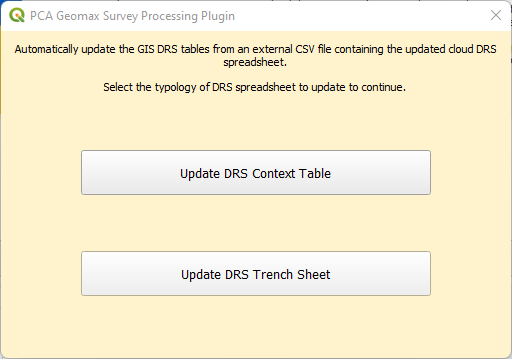 PCA Geomax Survey Processing Plugin
Automatically update the GIS DRS tables from an external CSV file containing the updated cloud DRS
spreadsheet.
Select the typology of DRS spreadsheet to update to continue.
Update DRS Context Table
Update DRS Trench Sheet